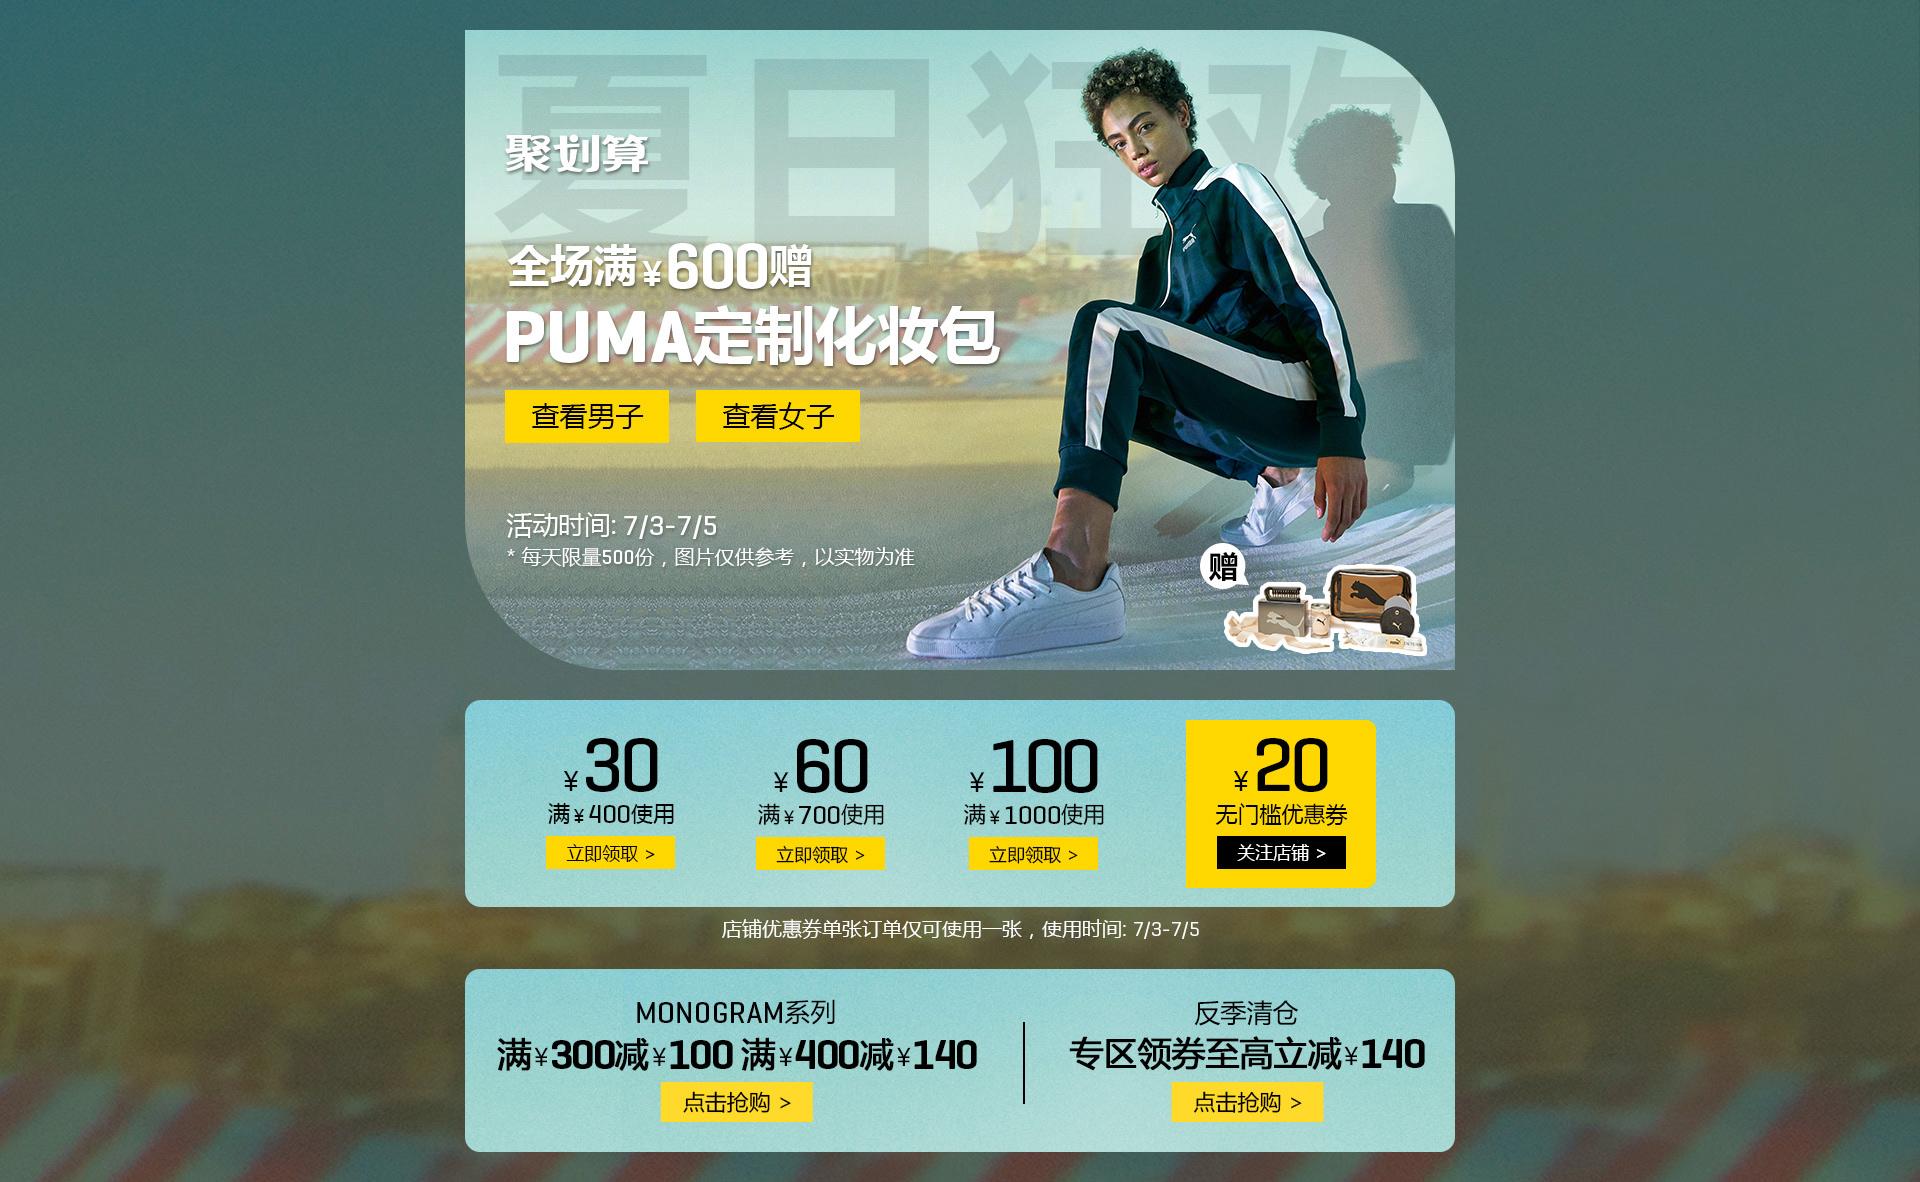 夏日狂欢
聚划算
全场满¥600赠
PUMA定制化妆包
查看男子
查看女子
活动时间: 7/3-7/5
* 每天限量500份，图片仅供参考，以实物为准
PUMA
赠
¥30
满¥400使用
立即领取 >
¥60
满¥700使用
立即领取 >
¥100
满¥1000使用
立即领取 >
¥20
无门槛优惠券
关注店铺 >
店铺优惠券单张订单仅可使用一张，使用时间: 7/3-7/5
MONOGRAM系列
满¥300减¥100 满¥400减¥140
点击抢购 >
反季清仓
专区领券至高立减¥140
点击抢购 >